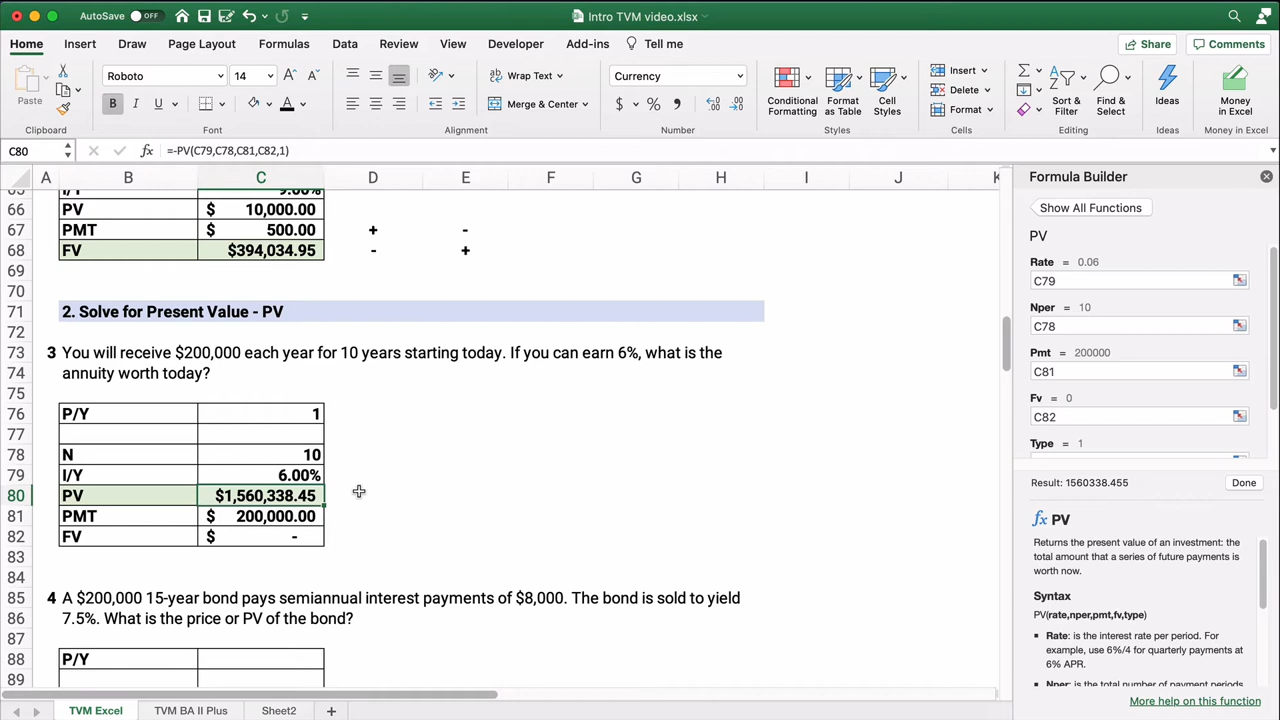 AutoSave OFF
Intro TVM video.xlsx
Home Insert Draw Page Layout Formulas Data Review View Developer Add-ins Tell me Share Comments
Paste Roboto 14 A^ A˅ Wrap Text Currency Conditional Formatting Format as Table Cell Styles Insert Sort & Filter Find & Select Ideas Money in Excel
B I U A Merge & Center $ % Delete
Format
Clipboard Font Alignment Number Styles Cells Editing Ideas Money in Excel
C80 fx =-PV(C79,C78,C81,C82,1)
A B C D E F G H I J K
65 I/Y 9.00%
66 PV $ 10,000.00
67 PMT $ 500.00 + -
68 FV $394,034.95 - +
69
70
71 2. Solve for Present Value - PV
72
73 3 You will receive $200,000 each year for 10 years starting today. If you can earn 6%, what is the
74 annuity worth today?
75
76 P/Y 1
77
78 N 10
79 I/Y 6.00%
80 PV $1,560,338.45
81 PMT $ 200,000.00
82 FV $ -
83
84
85 4 A $200,000 15-year bond pays semiannual interest payments of $8,000. The bond is sold to yield
86 7.5%. What is the price or PV of the bond?
87
88 P/Y
89
TVM Excel TVM BA II Plus Sheet2 +
Formula Builder
Show All Functions
PV
Rate = 0.06
C79
Nper = 10
C78
Pmt = 200000
C81
Fv = 0
C82
Type = 1
Result: 1560338.455 Done
fx PV
Returns the present value of an investment: the
total amount that a series of future payments is
worth now.
Syntax
PV(rate,nper,pmt,fv,type)
▪ Rate: is the interest rate per period. For
example, use 6%/4 for quarterly payments at
6% APR.
▪ Nper: is the total number of payment periods
More help on this function